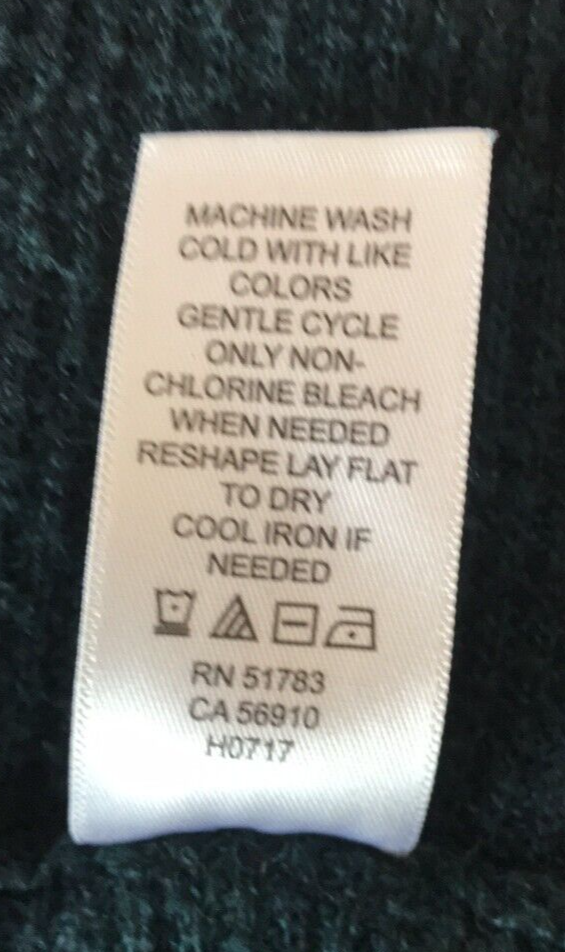 MACHINE WASH
COLD WITH LIKE
COLORS
GENTLE CYCLE
ONLY NON-
CHLORINE BLEACH
WHEN NEEDED
RESHAPE LAY FLAT
TO DRY
COOL IRON IF
NEEDED
RN 51783
CA 56910
H0717